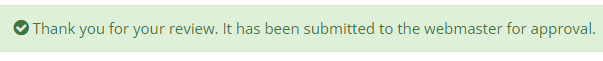 Thank you for your review. It has been submitted to the webmaster for approval.